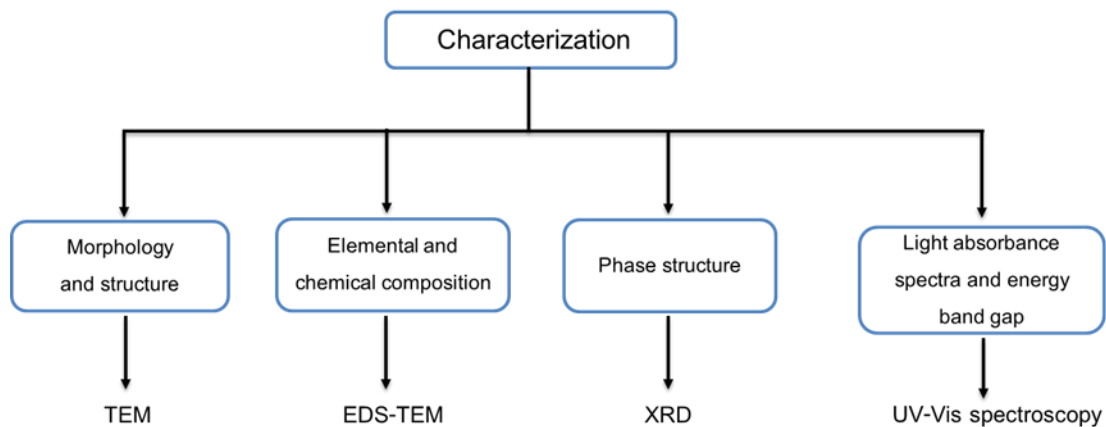 Characterization
Morphology
and structure
Elemental and
chemical composition
Phase structure
Light absorbance
spectra and energy
band gap
TEM
EDS-TEM
XRD
UV-Vis spectroscopy